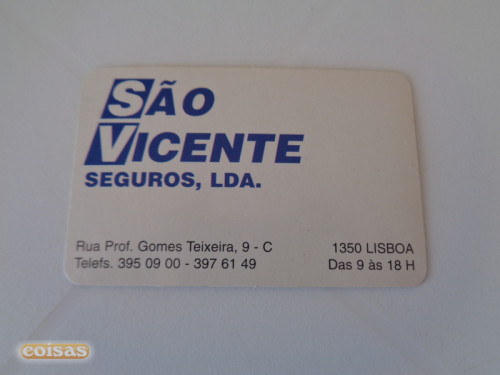 SÃO
VICENTE
SEGUROS, LDA.
Rua Prof. Gomes Teixeira, 9 - C 1350 LISBOA
Telefs. 395 09 00 - 397 61 49 Das 9 às 18 H
coisas